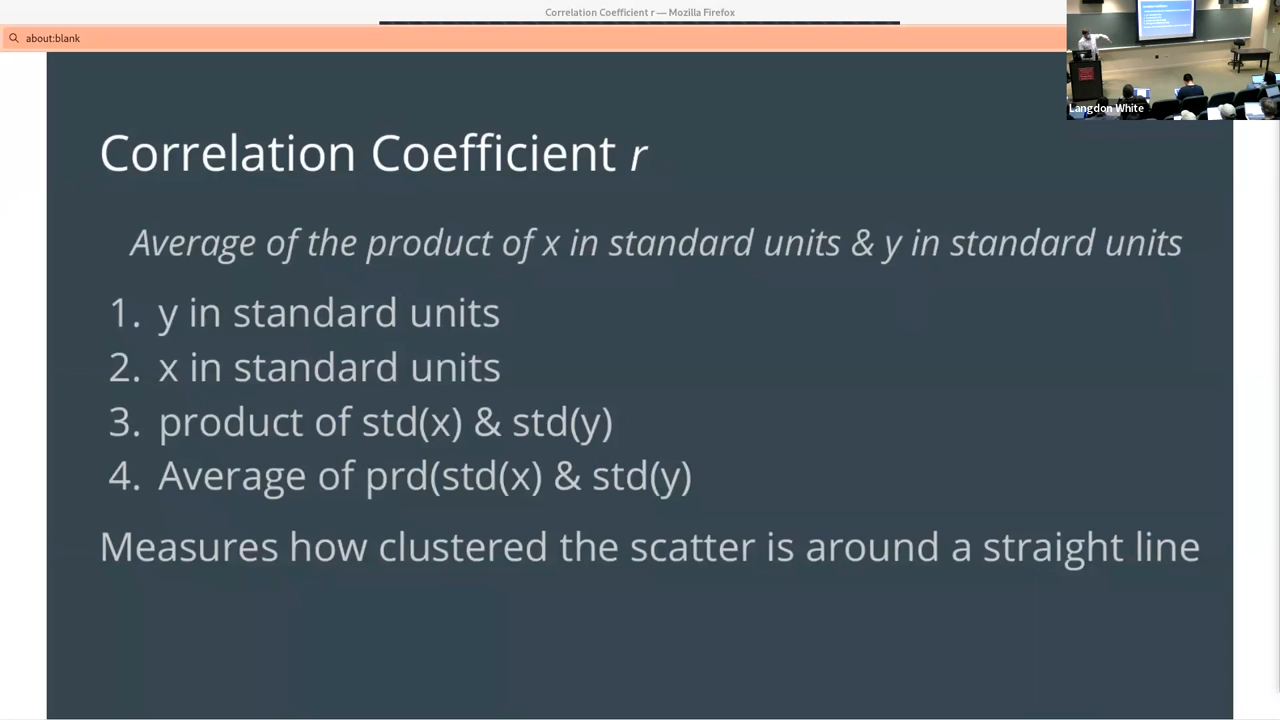 Correlation Coefficient r — Mozilla Firefox
about:blank
Langdon White
Correlation Coefficient r
Average of the product of x in standard units & y in standard units
1. y in standard units
2. x in standard units
3. product of std(x) & std(y)
4. Average of prd(std(x) & std(y)
Measures how clustered the scatter is around a straight line